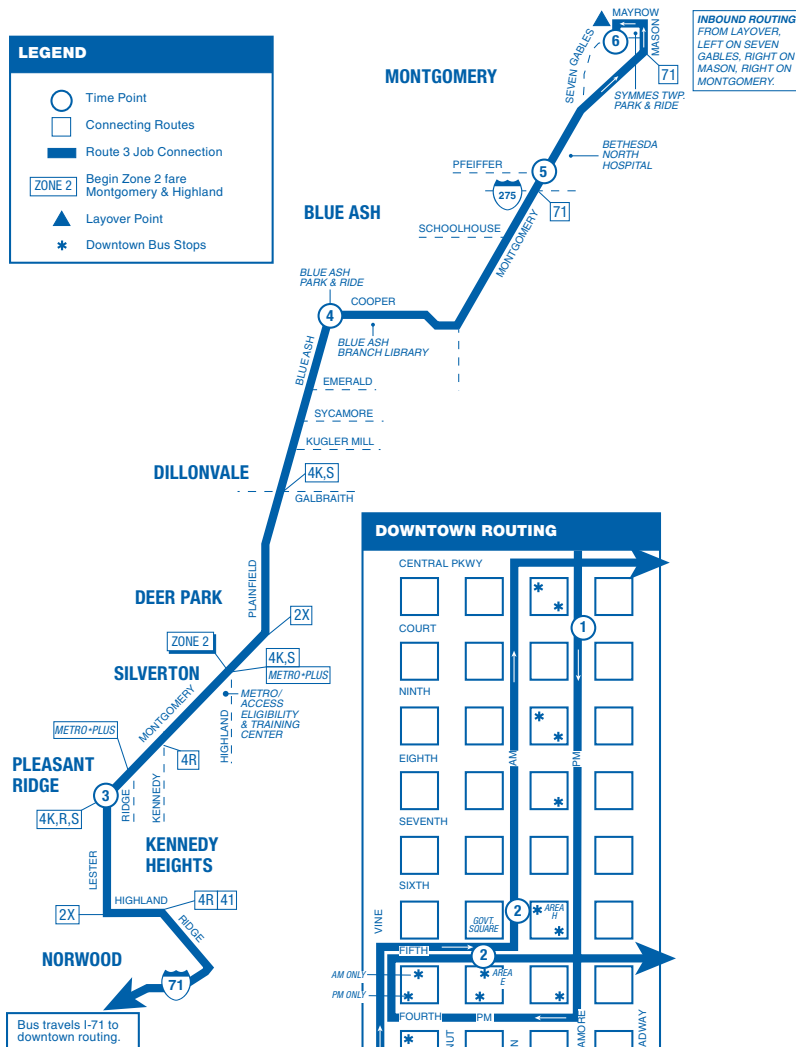 LEGEND
Time Point
Connecting Routes
Route 3 Job Connection
ZONE 2
Begin Zone 2 fare
Montgomery & Highland
Layover Point
Downtown Bus Stops
MAYROW
6
MASON
SEVEN GABLES
71
SYMMES TWP.
PARK & RIDE
INBOUND ROUTING
FROM LAYOVER,
LEFT ON SEVEN
GABLES, RIGHT ON
MASON, RIGHT ON
MONTGOMERY.
MONTGOMERY
BETHESDA
NORTH
HOSPITAL
PFEIFFER
5
275
71
BLUE ASH
SCHOOLHOUSE
MONTGOMERY
BLUE ASH
PARK & RIDE
COOPER
4
BLUE ASH
BRANCH LIBRARY
BLUE ASH
EMERALD
SYCAMORE
KUGLER MILL
DILLONVALE
4K,S
GALBRAITH
PLAINFIELD
DEER PARK
2X
ZONE 2
4K,S
METRO•PLUS
SILVERTON
MONTGOMERY
METRO/
ACCESS
ELIGIBILITY
& TRAINING
CENTER
HIGHLAND
METRO•PLUS
4R
PLEASANT
RIDGE
3
RIDGE
KENNEDY
4K,R,S
KENNEDY
HEIGHTS
LESTER
HIGHLAND
4R
41
2X
RIDGE
NORWOOD
71
Bus travels I-71 to
downtown routing.
DOWNTOWN ROUTING
CENTRAL PKWY
1
COURT
NINTH
EIGHTH
AM
PM
SEVENTH
SIXTH
VINE
GOVT.
SQUARE
2
AREA
H
FIFTH
2
AM ONLY
AREA
E
PM ONLY
FOURTH
PM